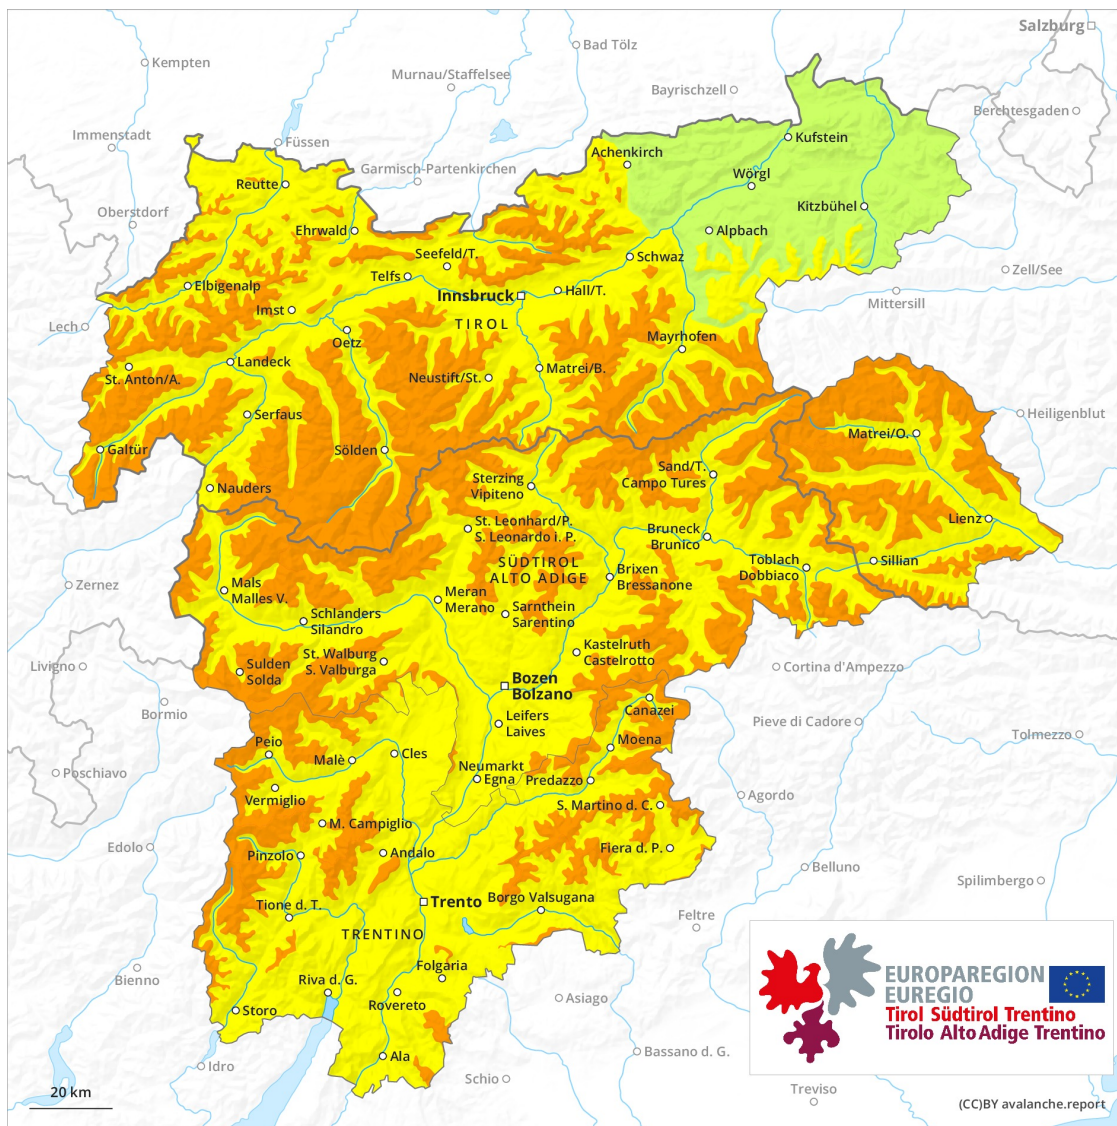 Salzburg
Bad Tölz
Kempten
Murnau/Staffelsee
Bayrischzell
Berchtesgaden
Immenstadt
Füssen
Kufstein
Achenkirch
Garmisch-Partenkirchen
Wörgl
Reutte
Oberstdorf
Kitzbühel
Ehrwald
Alpbach
Seefeld/T.
Schwaz
Zell/See
Telfs
Elbigenalp
Hall/T.
Innsbruck
Mittersill
Imst
TIROL
Lech
Oetz
Mayrhofen
Landeck
Matrei/B.
St. Anton/A.
Neustift/St.
Serfaus
Heiligenblut
Matrei/O.
Galtür
Sölden
Sand/T.
Campo Tures
Sterzing
Vipiteno
Nauders
St. Leonhard/P.
S. Leonardo i. P.
Lienz
Bruneck
Brunico
SÜDTIROL
ALTO ADIGE
Toblach
Dobbiaco
Sillian
Brixen
Bressanone
Zernez
Mals
Malles V.
Meran
Merano
Sarnthein
Sarentino
Schlanders
Silandro
Kastelruth
Castelrotto
St. Walburg
S. Valburga
Livigno
Sulden
Solda
Cortina d'Ampezzo
Bozen
Bolzano
Bormio
Canazei
Leifers
Laives
Pieve di Cadore
Tolmezzo
Moena
Peio
Cles
Malè
Poschiavo
Neumarkt
Egna
Predazzo
Vermiglio
Agordo
S. Martino d. C.
M. Campiglio
Edolo
Fiera d. P.
Andalo
Pinzolo
Belluno
Spilimbergo
Borgo Valsugana
Trento
Tione d. T.
Feltre
TRENTINO
Folgaria
Bienno
Riva d. G.
Rovereto
Asiago
Storo
EUROPAREGION
EUREGIO
Tirol Südtirol Trentino
Tirolo Alto Adige Trentino
Bassano d. G.
Ala
Idro
Schio
Treviso
20 km
(CC)BY avalanche.report